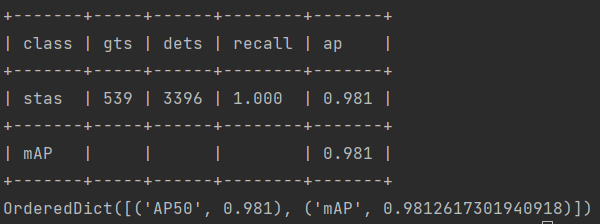 +-------+-----+------+--------+-------+
| class | gts | dets | recall | ap    |
+-------+-----+------+--------+-------+
| stas  | 539 | 3396 | 1.000  | 0.981 |
+-------+-----+------+--------+-------+
| mAP   |     |      |        | 0.981 |
+-------+-----+------+--------+-------+
OrderedDict([('AP50', 0.981), ('mAP', 0.9812617301940918)])